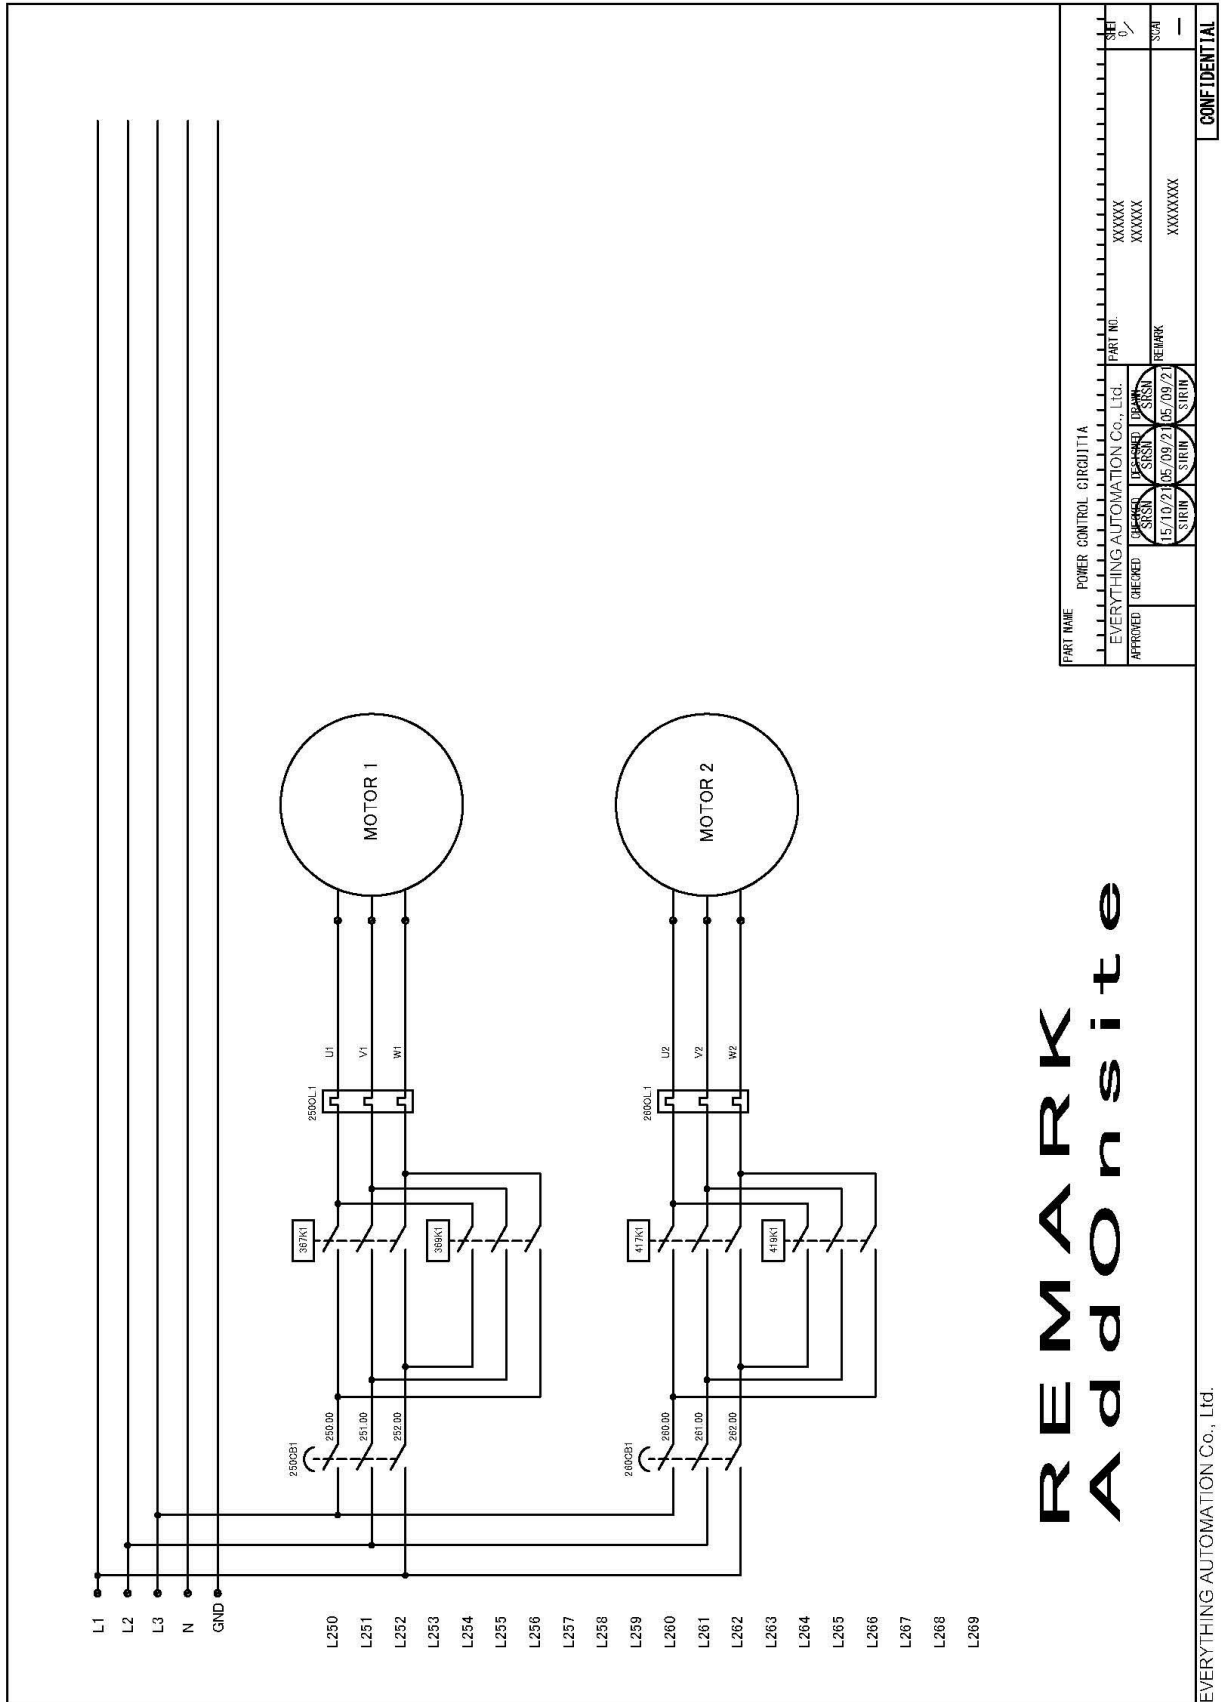 L1
L2
L3
N
GND
L250
L251
L252
L253
L254
L255
L256
L257
L258
L259
L260
L261
L262
L263
L264
L265
L266
L267
L268
L269
250CB1
250.00
251.00
252.00
367K1
369K1
250OL1
U1
V1
W1
MOTOR 1
260CB1
260.00
261.00
262.00
417K1
419K1
260OL1
U2
V2
W2
MOTOR 2
REMARK
AddOnsite
PART NAME
POWER CONTROL CIRCUIT1A
EVERYTHING AUTOMATION Co., Ltd.
APPROVED
CHECKED
CHECKED
DESIGNED
DRAWN
SRSN
SRSN
SRSN
15/10/21
05/09/21
05/09/21
SIRIN
SIRIN
SIRIN
PART NO.
XXXXXX
XXXXXX
REMARK
XXXXXXXX
EVERYTHING AUTOMATION Co., Ltd.
CONFIDENTIAL